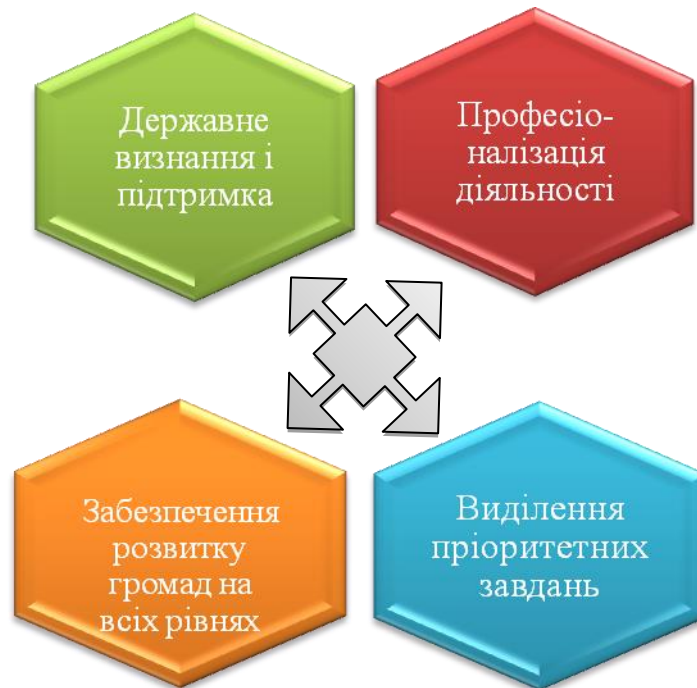 Державне
визнання і
підтримка
Професіо-
налізація
діяльності
Забезпечення
розвитку
громад на
всіх рівнях
Виділення
пріоритетних
завдань